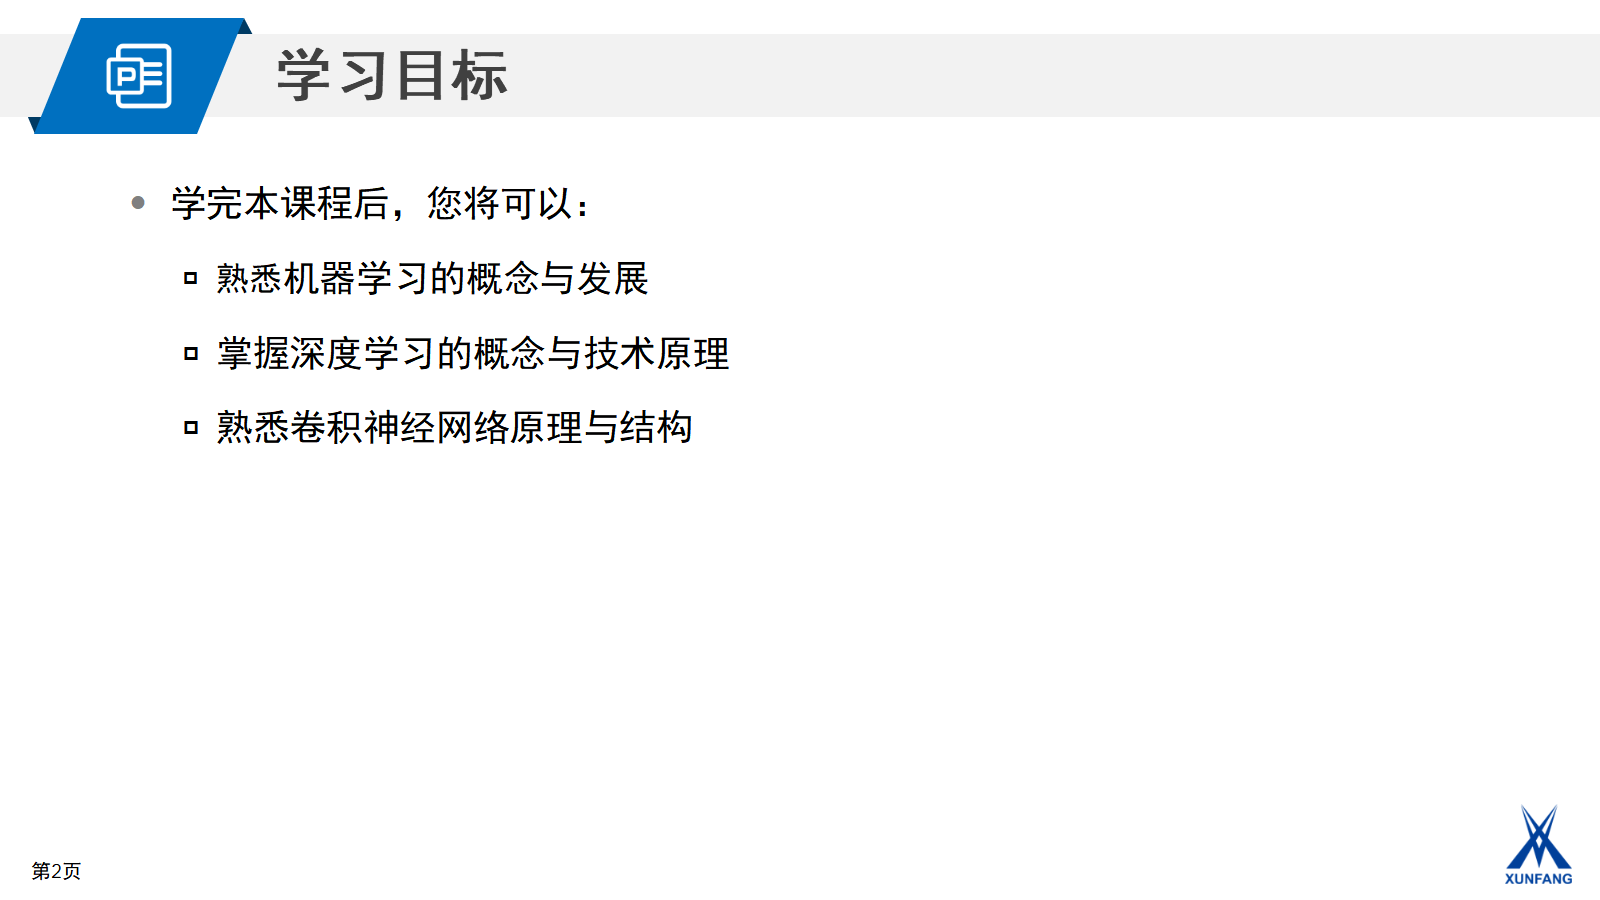 学习目标
学完本课程后，您将可以：
熟悉机器学习的概念与发展
掌握深度学习的概念与技术原理
熟悉卷积神经网络原理与结构
第2页
XUNFANG